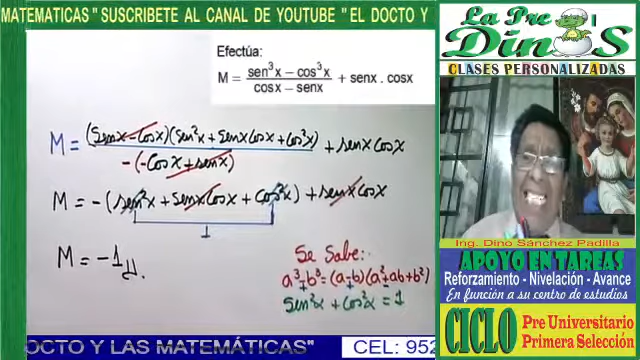 MATEMATICAS" SUSCRIBETE AL CANAL DE YOUTUBE "EL DOCTO Y
La Pre
DinoS
CLASES PERSONALIZADAS
Efectúa:
M = (sen³x − cos³x)/(cosx − senx) + senx . cosx
M = (senx − cosx)(sen²x + senxcosx + cos²x)/−(−cosx + senx) + senxcosx
M = −(sen²x + senxcosx + cos²x) + senxcosx
1
M = −1
Se Sabe:
a³−b³=(a−b)(a²+ab+b²)
sen²x + cos²x = 1
Ing. Dino Sánchez Padilla
APOYO EN TAREAS
Reforzamiento - Nivelación - Avance
En función a su centro de estudios
CICLO Pre Universitario
Primera Selección
DOCTO Y LAS MATEMÁTICAS" CEL: 952